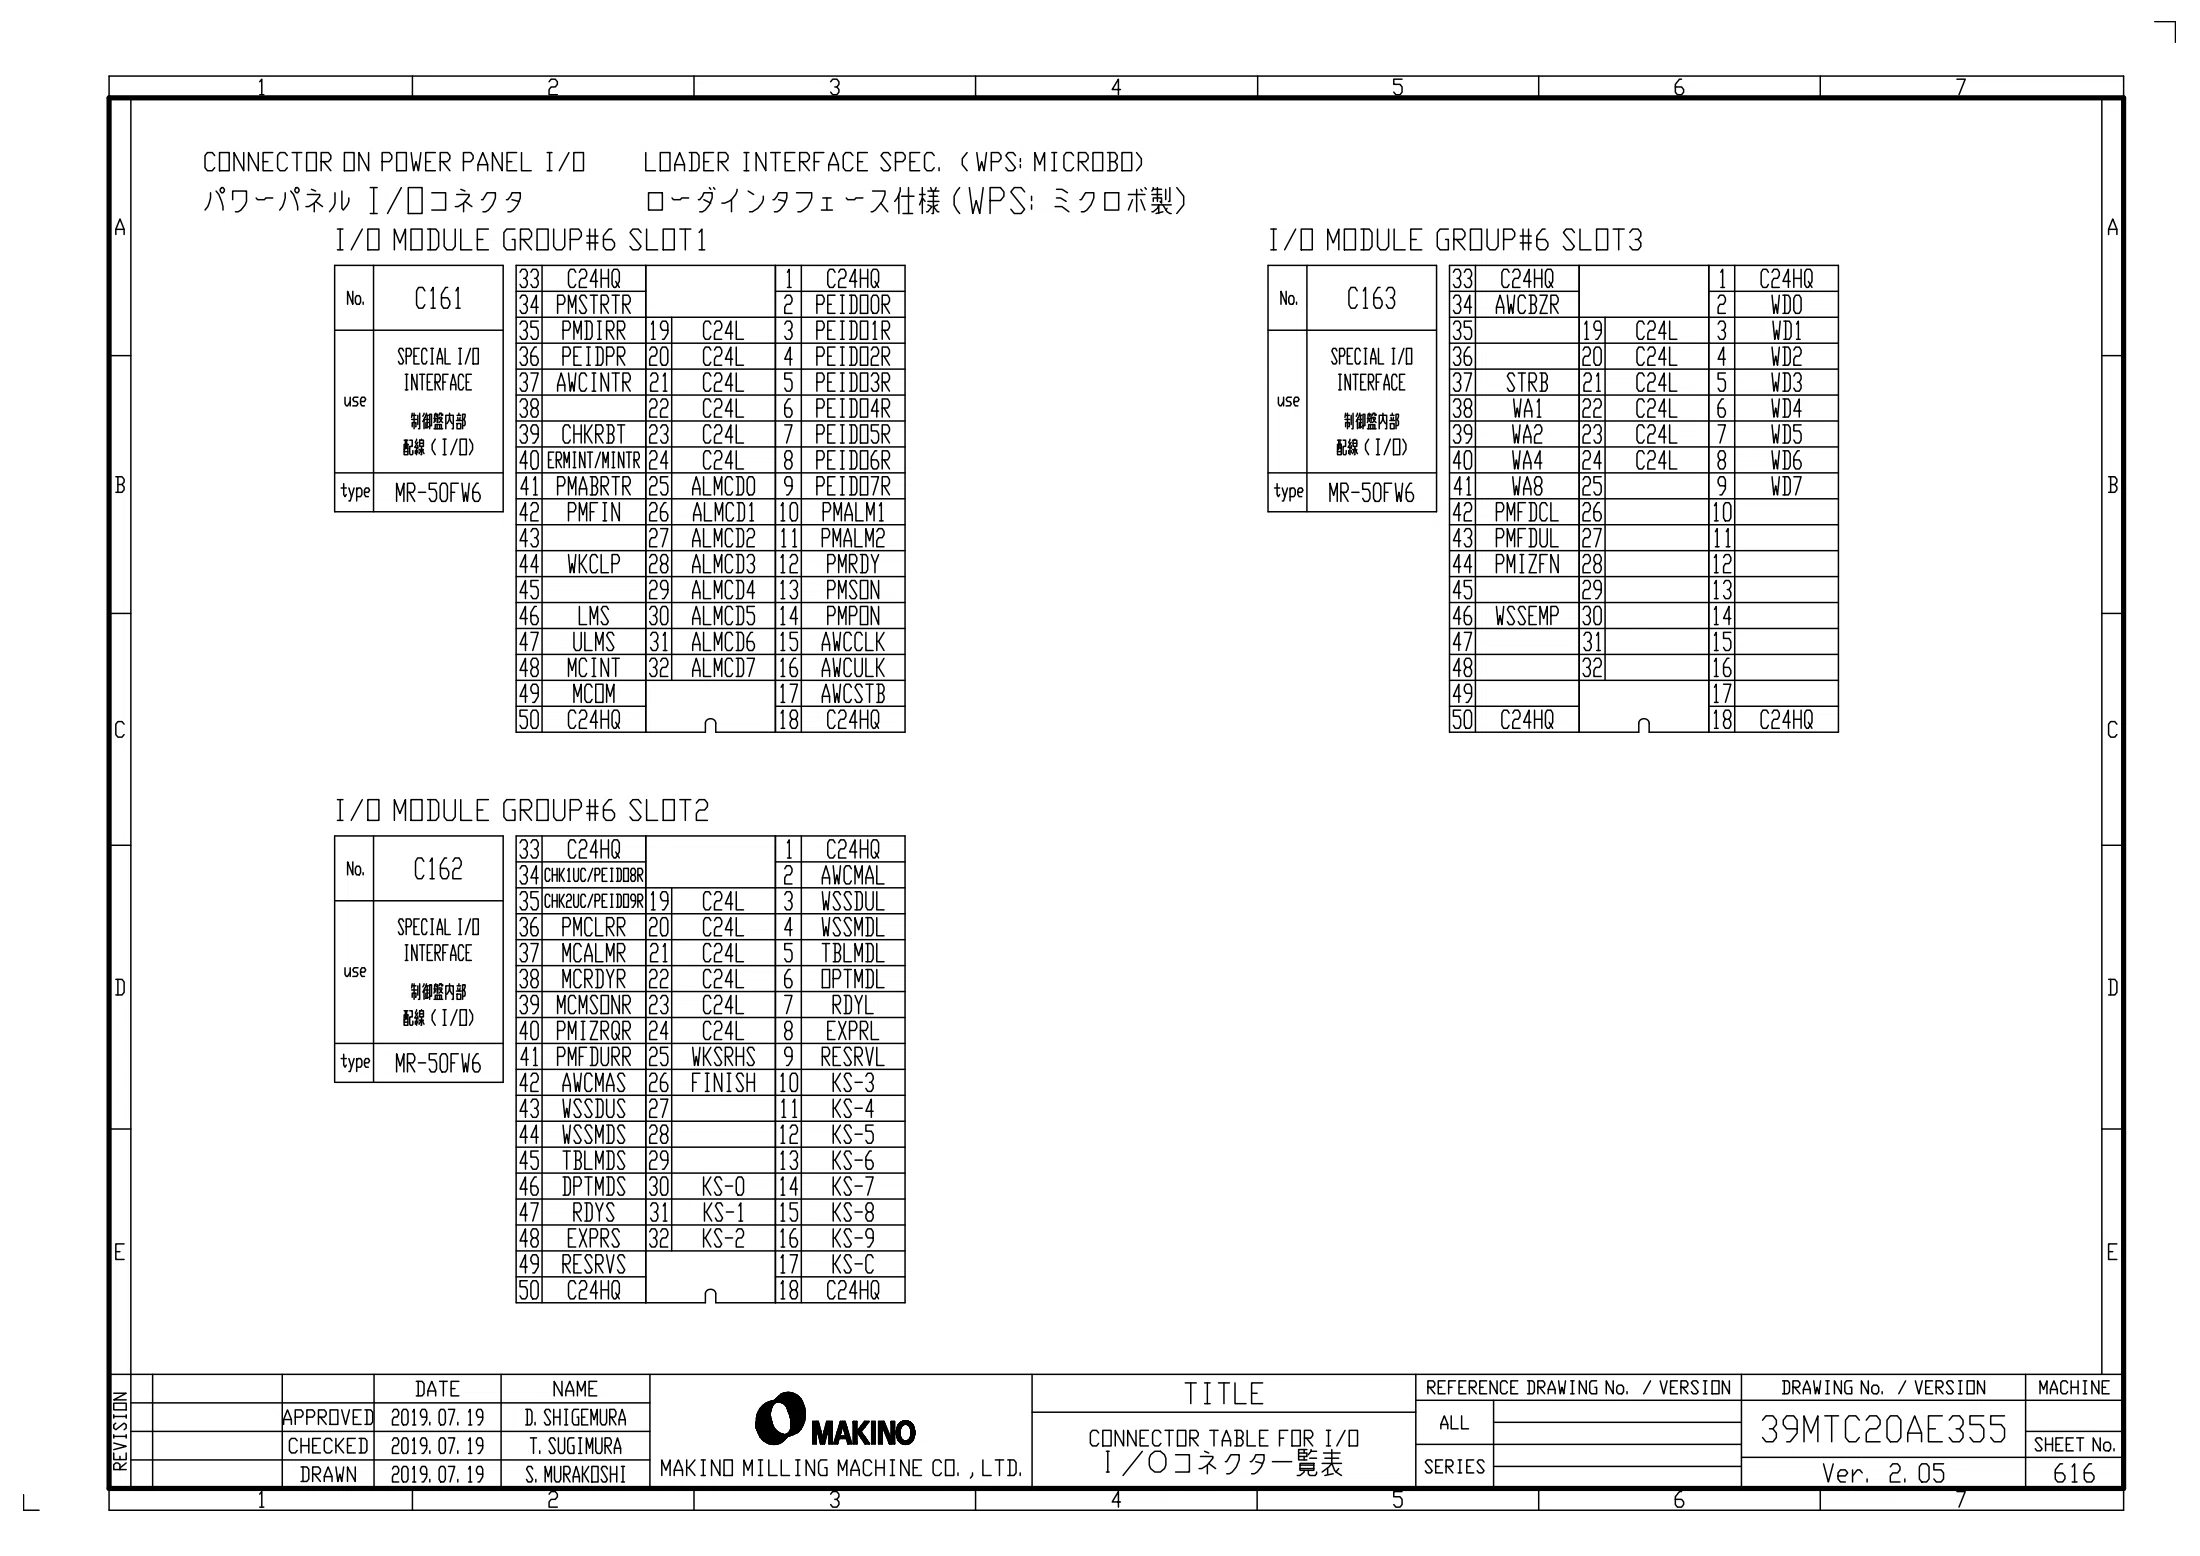 1 2 3 4 5 6 7
CONNECTOR ON POWER PANEL I/O LOADER INTERFACE SPEC. (WPS: MICROBO)
パワーパネル I/Oコネクタ ローダインタフェース仕様(WPS: ミクロボ製)
I/O MODULE GROUP#6 SLOT1
No. C161
use SPECIAL I/O
INTERFACE
制御盤内部
配線(I/O)
type MR-50FW6
33 C24HQ 1 C24HQ
34 PMSTRTR 2 PEIDO0R
35 PMDIRR 19 C24L 3 PEIDO1R
36 PEIDPR 20 C24L 4 PEIDO2R
37 AWCINTR 21 C24L 5 PEIDO3R
38 22 C24L 6 PEIDO4R
39 CHKRBT 23 C24L 7 PEIDO5R
40 ERMINT/MINTR 24 C24L 8 PEIDO6R
41 PMABRTR 25 ALMCD0 9 PEIDO7R
42 PMFIN 26 ALMCD1 10 PMALM1
43 27 ALMCD2 11 PMALM2
44 WKCLP 28 ALMCD3 12 PMRDY
45 29 ALMCD4 13 PMSON
46 LMS 30 ALMCD5 14 PMPON
47 ULMS 31 ALMCD6 15 AWCCLK
48 MCINT 32 ALMCD7 16 AWCULK
49 MCOM 17 AWCSTB
50 C24HQ 18 C24HQ
I/O MODULE GROUP#6 SLOT3
No. C163
use SPECIAL I/O
INTERFACE
制御盤内部
配線(I/O)
type MR-50FW6
33 C24HQ 1 C24HQ
34 AWCBZR 2 WD0
35 19 C24L 3 WD1
36 20 C24L 4 WD2
37 STRB 21 C24L 5 WD3
38 WA1 22 C24L 6 WD4
39 WA2 23 C24L 7 WD5
40 WA4 24 C24L 8 WD6
41 WA8 25 9 WD7
42 PMFDCL 26 10
43 PMFDUL 27 11
44 PMIZFN 28 12
45 29 13
46 WSSEMP 30 14
47 31 15
48 32 16
49 17
50 C24HQ 18 C24HQ
I/O MODULE GROUP#6 SLOT2
No. C162
use SPECIAL I/O
INTERFACE
制御盤内部
配線(I/O)
type MR-50FW6
33 C24HQ 1 C24HQ
34 CHK1UC/PEIDO8R 2 AWCMAL
35 CHK2UC/PEIDO9R 19 C24L 3 WSSDUL
36 PMCLRR 20 C24L 4 WSSMDL
37 MCALMR 21 C24L 5 TBLMDL
38 MCRDYR 22 C24L 6 OPTMDL
39 MCMSONR 23 C24L 7 RDYL
40 PMIZRQR 24 C24L 8 EXPRL
41 PMFDURR 25 WKSRHS 9 RESRVL
42 AWCMAS 26 FINISH 10 KS-3
43 WSSDUS 27 11 KS-4
44 WSSMDS 28 12 KS-5
45 TBLMDS 29 13 KS-6
46 DPTMDS 30 KS-0 14 KS-7
47 RDYS 31 KS-1 15 KS-8
48 EXPRS 32 KS-2 16 KS-9
49 RESRVS 17 KS-C
50 C24HQ 18 C24HQ
A A
B B
C C
D D
E E
REVISION
DATE NAME
APPROVED 2019.07.19 D. SHIGEMURA
CHECKED 2019.07.19 T. SUGIMURA
DRAWN 2019.07.19 S. MURAKOSHI
MAKINO
MAKINO MILLING MACHINE CO.,LTD.
TITLE
CONNECTOR TABLE FOR I/O
I/Oコネクタ一覧表
REFERENCE DRAWING No. / VERSION
ALL
SERIES
DRAWING No. / VERSION
39MTC20AE355
Ver. 2.05
MACHINE
SHEET No.
616
1 2 3 4 5 6 7